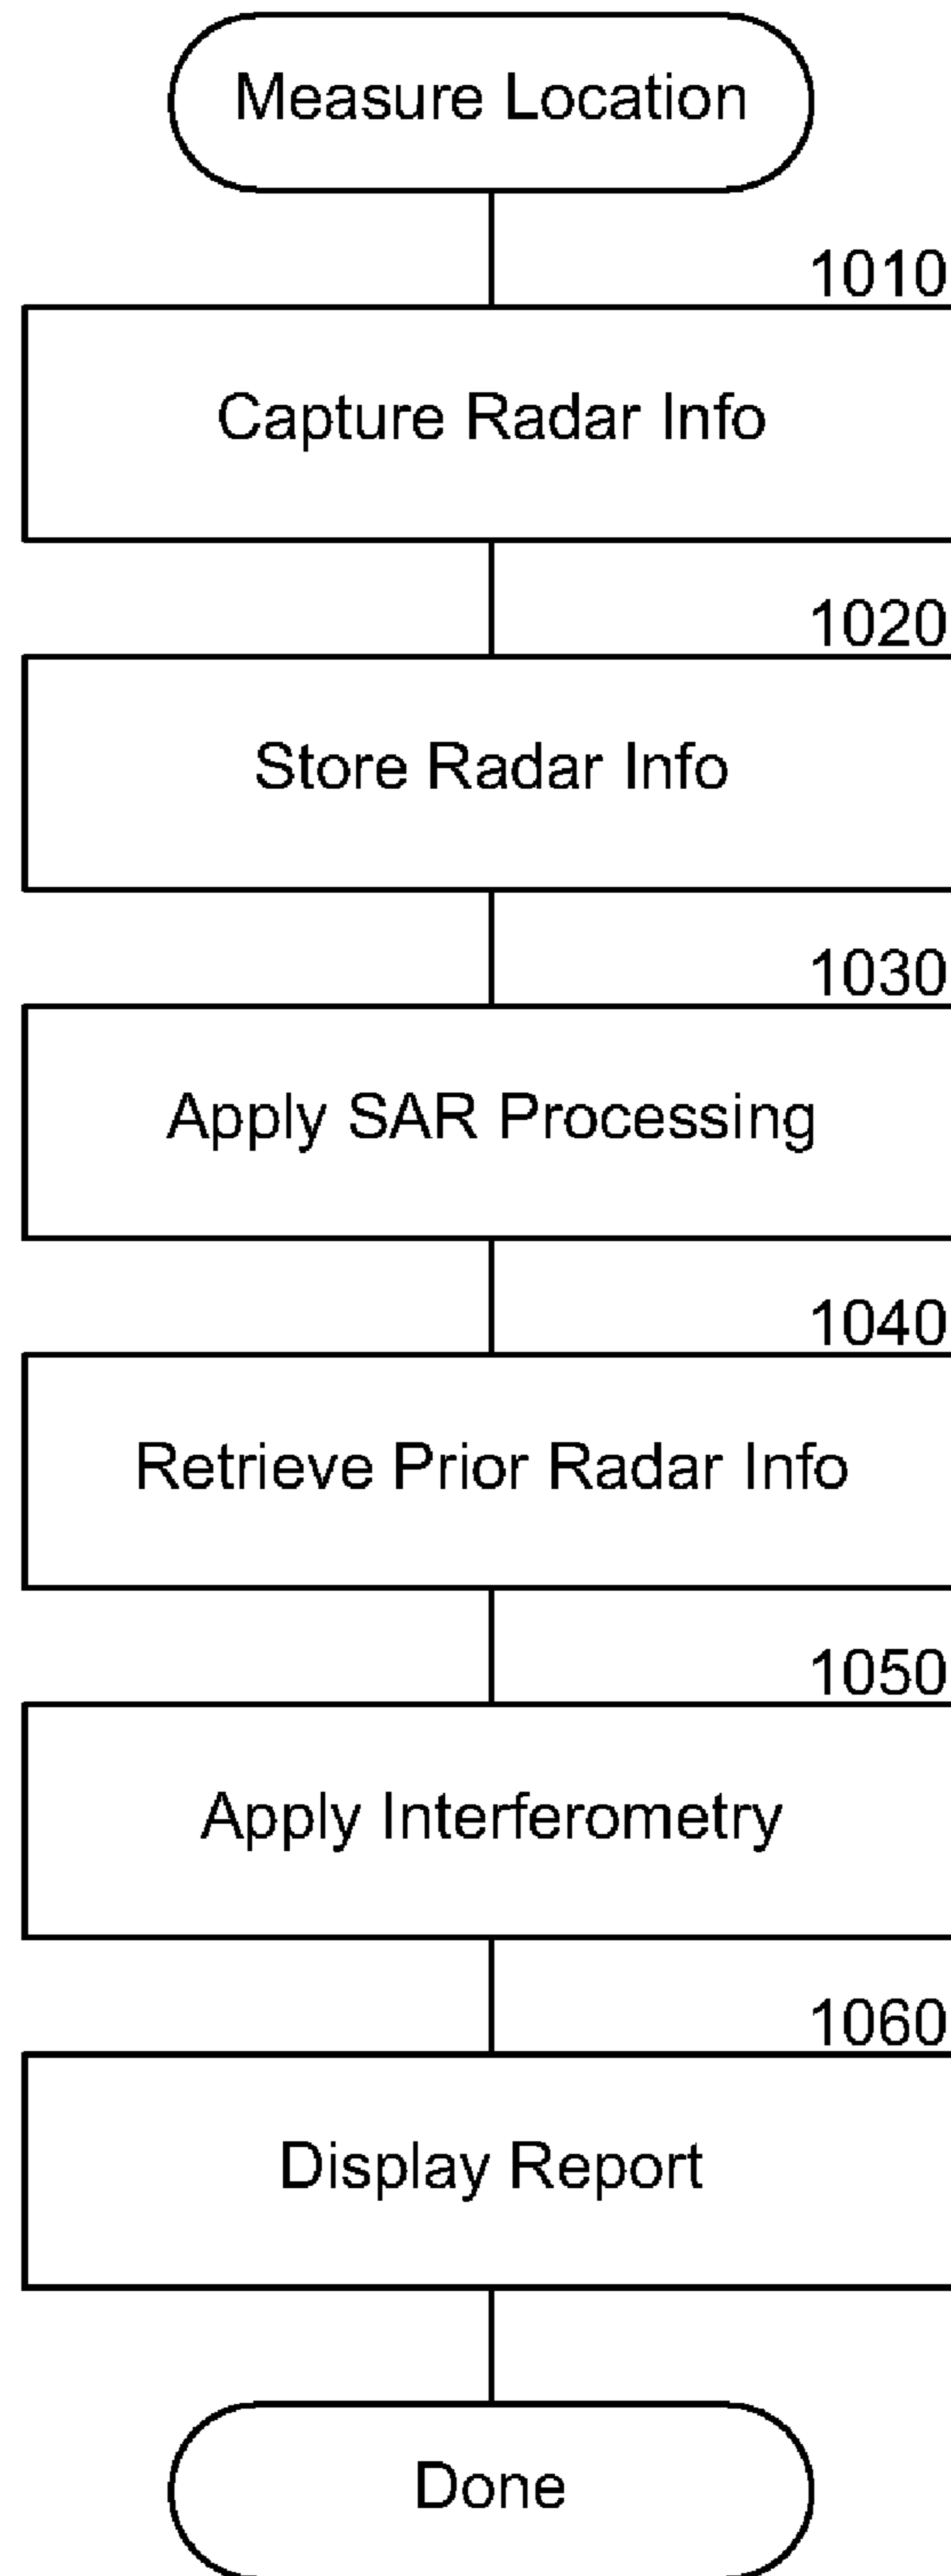 Measure Location
1010
Capture Radar Info
1020
Store Radar Info
1030
Apply SAR Processing
1040
Retrieve Prior Radar Info
1050
Apply Interferometry
1060
Display Report
Done